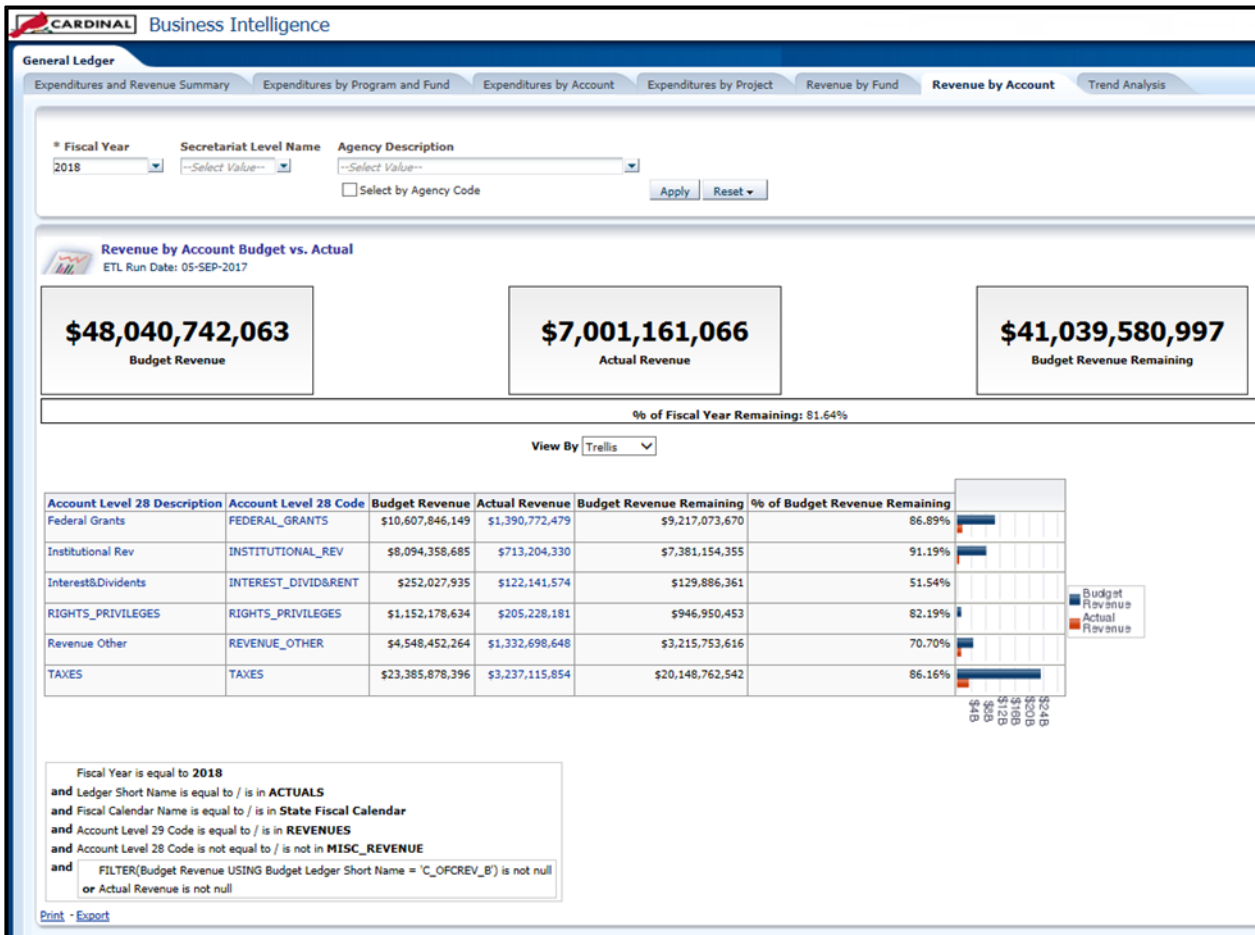 CARDINAL Business Intelligence
General Ledger
Expenditures and Revenue Summary Expenditures by Program and Fund Expenditures by Account Expenditures by Project Revenue by Fund Revenue by Account Trend Analysis
* Fiscal Year Secretariat Level Name Agency Description
2018 --Select Value-- --Select Value--
Select by Agency Code Apply Reset
Revenue by Account Budget vs. Actual
ETL Run Date: 05-SEP-2017
$48,040,742,063 $7,001,161,066 $41,039,580,997
Budget Revenue Actual Revenue Budget Revenue Remaining
% of Fiscal Year Remaining: 81.64%
View By Trellis
Account Level 28 Description Account Level 28 Code Budget Revenue Actual Revenue Budget Revenue Remaining % of Budget Revenue Remaining
Federal Grants FEDERAL_GRANTS $10,607,846,149 $1,390,772,479 $9,217,073,670 86.89%
Institutional Rev INSTITUTIONAL_REV $8,094,358,685 $713,204,330 $7,381,154,355 91.19%
Interest&Dividents INTEREST_DIVID&RENT $252,027,935 $122,141,574 $129,886,361 51.54%
RIGHTS_PRIVILEGES RIGHTS_PRIVILEGES $1,152,178,634 $205,228,181 $946,950,453 82.19%
Revenue Other REVENUE_OTHER $4,548,452,264 $1,332,698,648 $3,215,753,616 70.70%
TAXES TAXES $23,385,878,396 $3,237,115,854 $20,148,762,542 86.16%
Budget
Revenue
Actual
Revenue
$4B $8B $12B $16B $20B $24B
Fiscal Year is equal to 2018
and Ledger Short Name is equal to / is in ACTUALS
and Fiscal Calendar Name is equal to / is in State Fiscal Calendar
and Account Level 29 Code is equal to / is in REVENUES
and Account Level 28 Code is not equal to / is not in MISC_REVENUE
and FILTER(Budget Revenue USING Budget Ledger Short Name = 'C_OFCREV_B') is not null
or Actual Revenue is not null
Print - Export